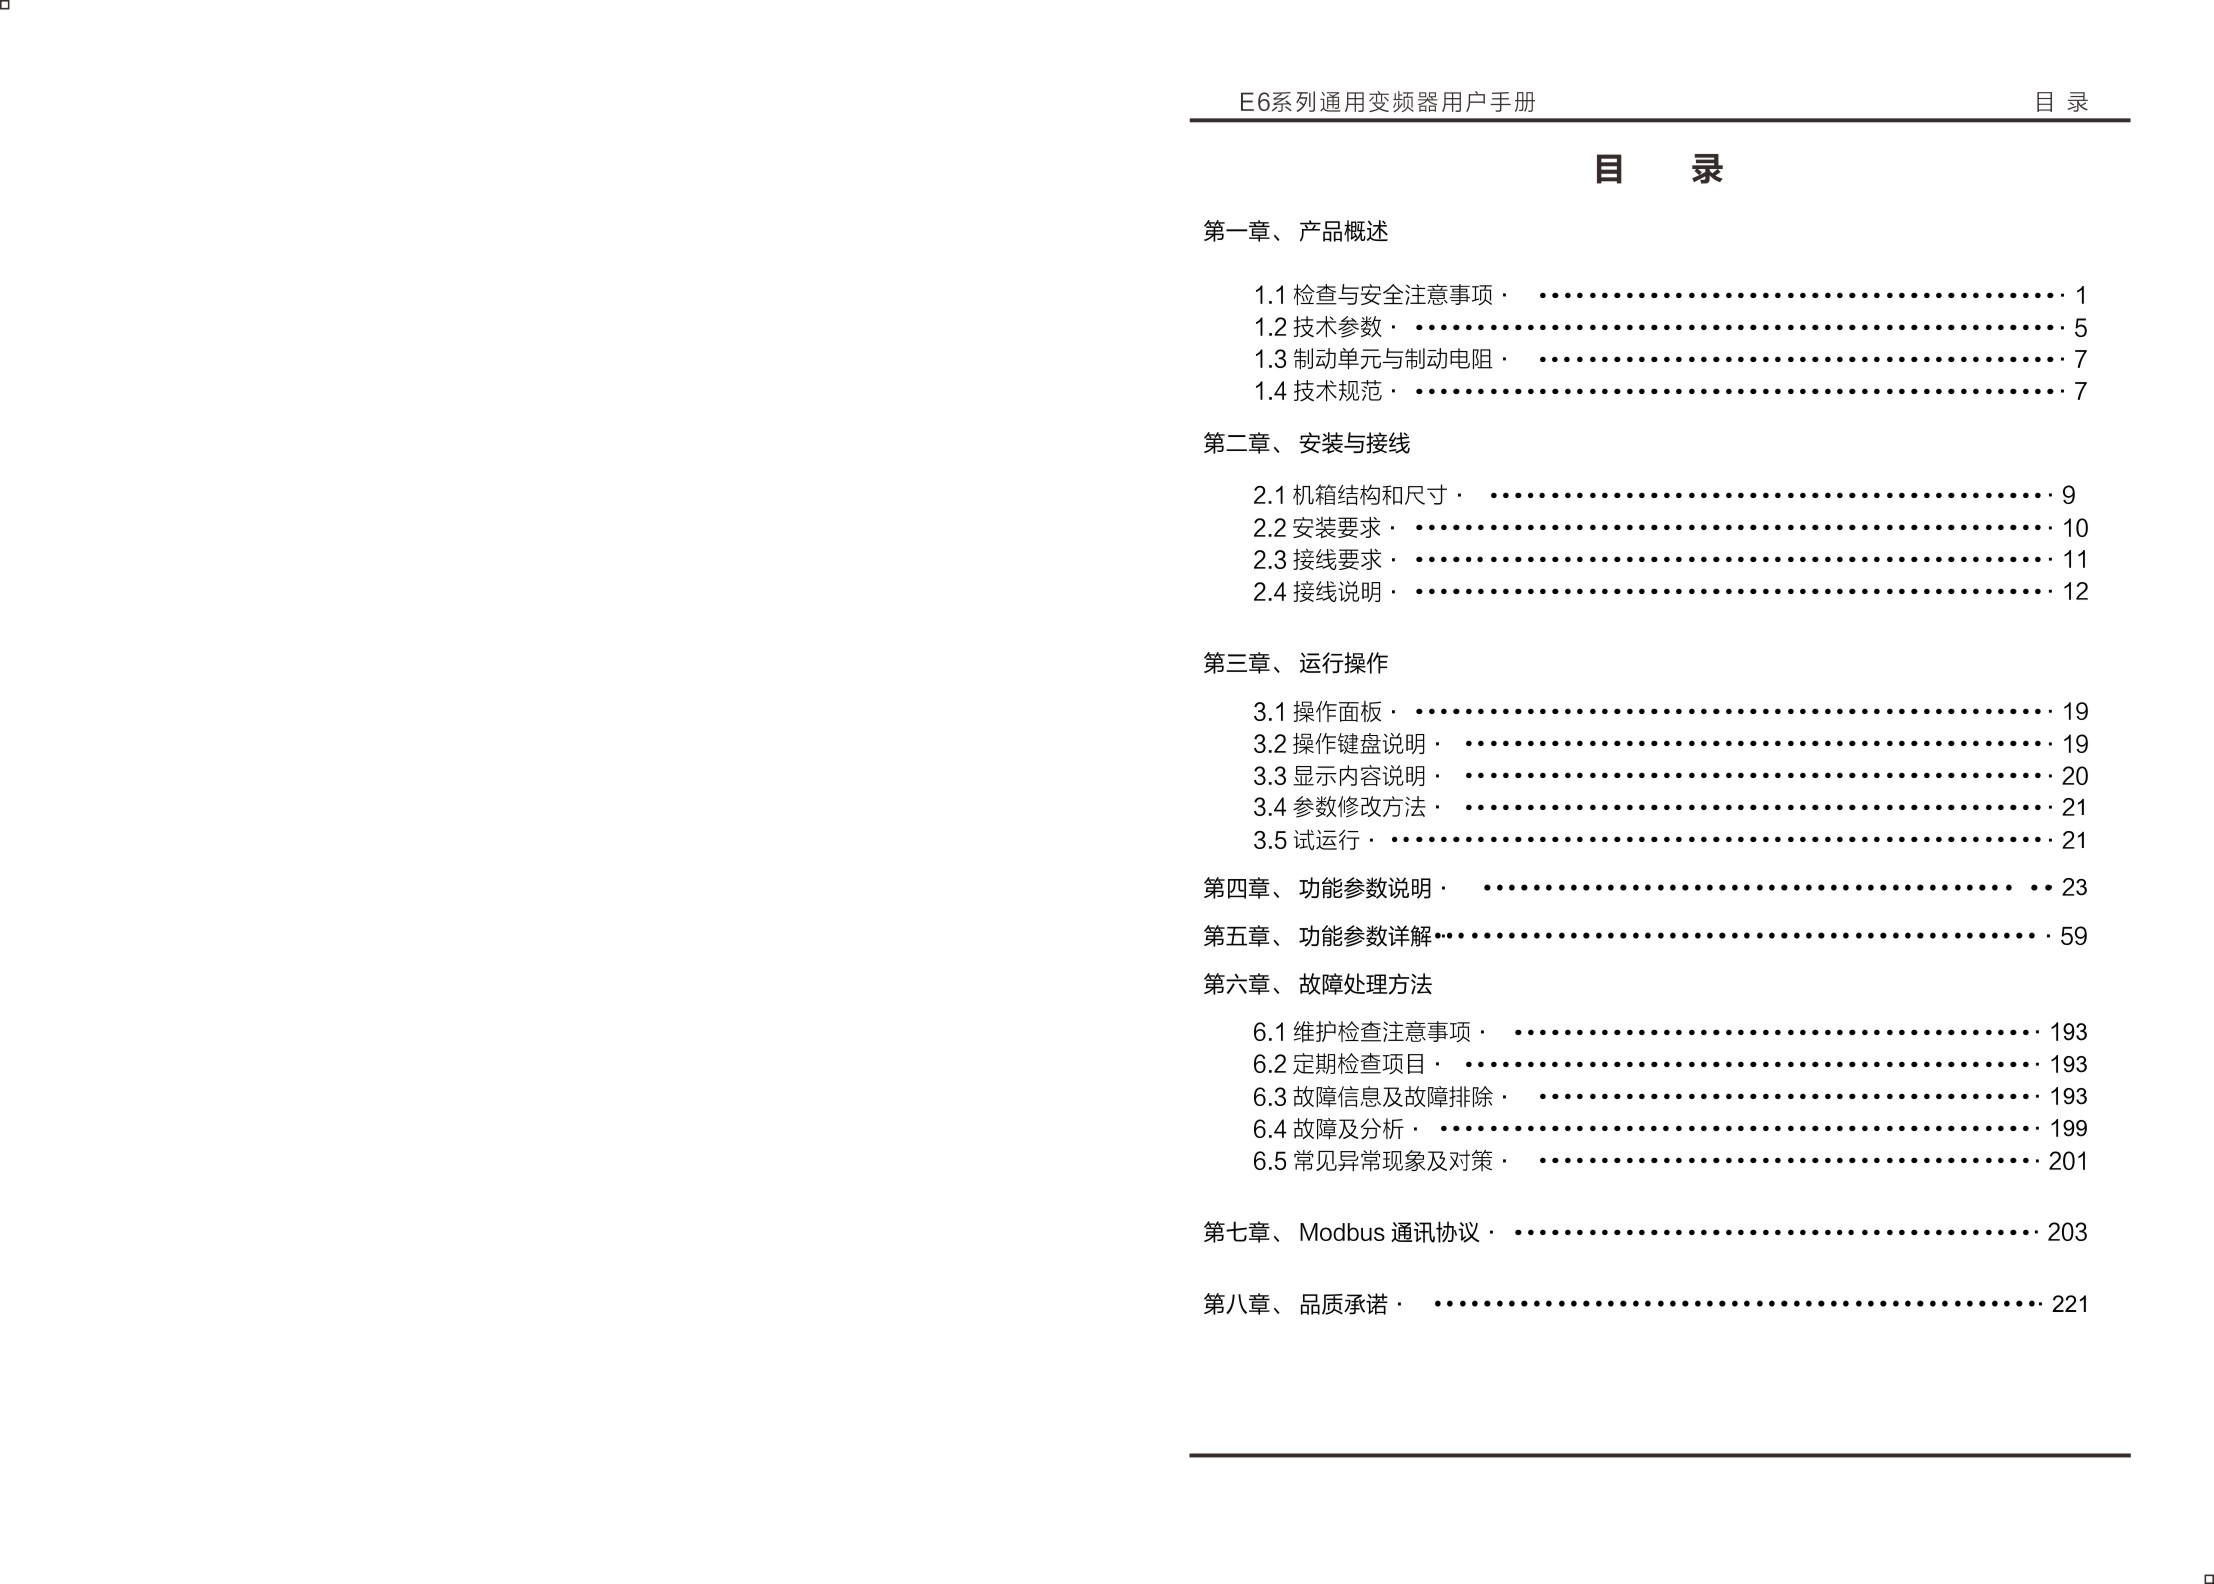 E6系列通用变频器用户手册 目 录
目 录
第一章、 产品概述
1.1 检查与安全注意事项 · ········································· 1
1.2 技术参数 · ··················································· 5
1.3 制动单元与制动电阻 · ········································· 7
1.4 技术规范 · ··················································· 7
第二章、 安装与接线
2.1 机箱结构和尺寸 · ············································· 9
2.2 安装要求 · ·················································· 10
2.3 接线要求 · ·················································· 11
2.4 接线说明 · ·················································· 12
第三章、 运行操作
3.1 操作面板 · ·················································· 19
3.2 操作键盘说明 · ·············································· 19
3.3 显示内容说明 · ·············································· 20
3.4 参数修改方法 · ·············································· 21
3.5 试运行 · ···················································· 21
第四章、 功能参数说明 · ··········································· ·· 23
第五章、 功能参数详解················································· · 59
第六章、 故障处理方法
6.1 维护检查注意事项 · ·········································· 193
6.2 定期检查项目 · ·············································· 193
6.3 故障信息及故障排除 · ········································ 193
6.4 故障及分析 · ················································ 199
6.5 常见异常现象及对策 · ········································ 201
第七章、 Modbus 通讯协议 · ·········································· 203
第八章、 品质承诺 · ················································· 221